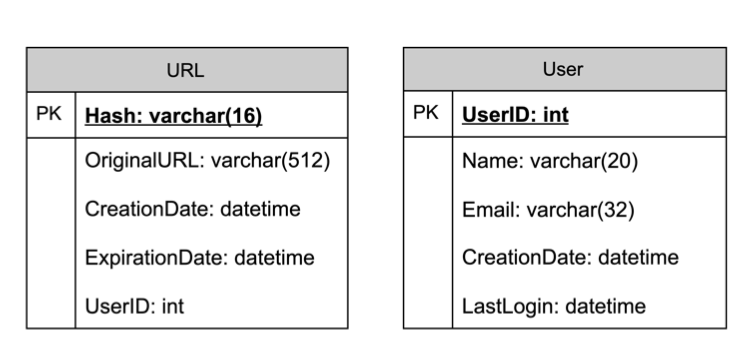 URL
PK Hash: varchar(16)
OriginalURL: varchar(512)
CreationDate: datetime
ExpirationDate: datetime
UserID: int
User
PK UserID: int
Name: varchar(20)
Email: varchar(32)
CreationDate: datetime
LastLogin: datetime